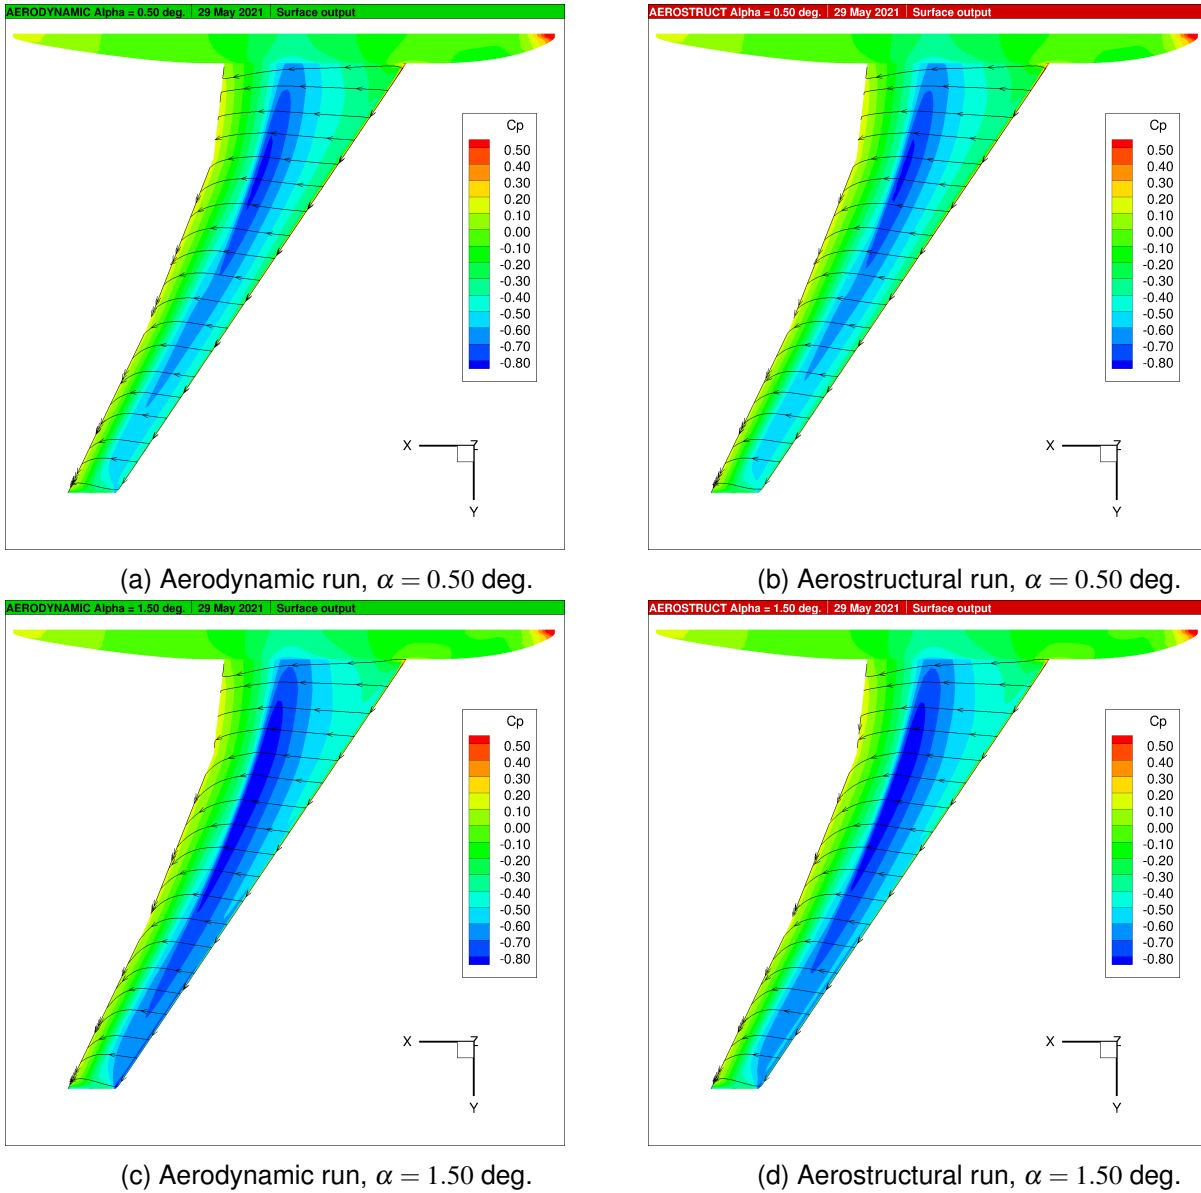 AERODYNAMIC Alpha = 0.50 deg. | 29 May 2021 | Surface output
Cp
0.50
0.40
0.30
0.20
0.10
0.00
-0.10
-0.20
-0.30
-0.40
-0.50
-0.60
-0.70
-0.80
X
Z
Y
(a) Aerodynamic run, α = 0.50 deg.
AEROSTRUCT Alpha = 0.50 deg. | 29 May 2021 | Surface output
Cp
0.50
0.40
0.30
0.20
0.10
0.00
-0.10
-0.20
-0.30
-0.40
-0.50
-0.60
-0.70
-0.80
X
Z
Y
(b) Aerostructural run, α = 0.50 deg.
AERODYNAMIC Alpha = 1.50 deg. | 29 May 2021 | Surface output
Cp
0.50
0.40
0.30
0.20
0.10
0.00
-0.10
-0.20
-0.30
-0.40
-0.50
-0.60
-0.70
-0.80
X
Z
Y
(c) Aerodynamic run, α = 1.50 deg.
AEROSTRUCT Alpha = 1.50 deg. | 29 May 2021 | Surface output
Cp
0.50
0.40
0.30
0.20
0.10
0.00
-0.10
-0.20
-0.30
-0.40
-0.50
-0.60
-0.70
-0.80
X
Z
Y
(d) Aerostructural run, α = 1.50 deg.